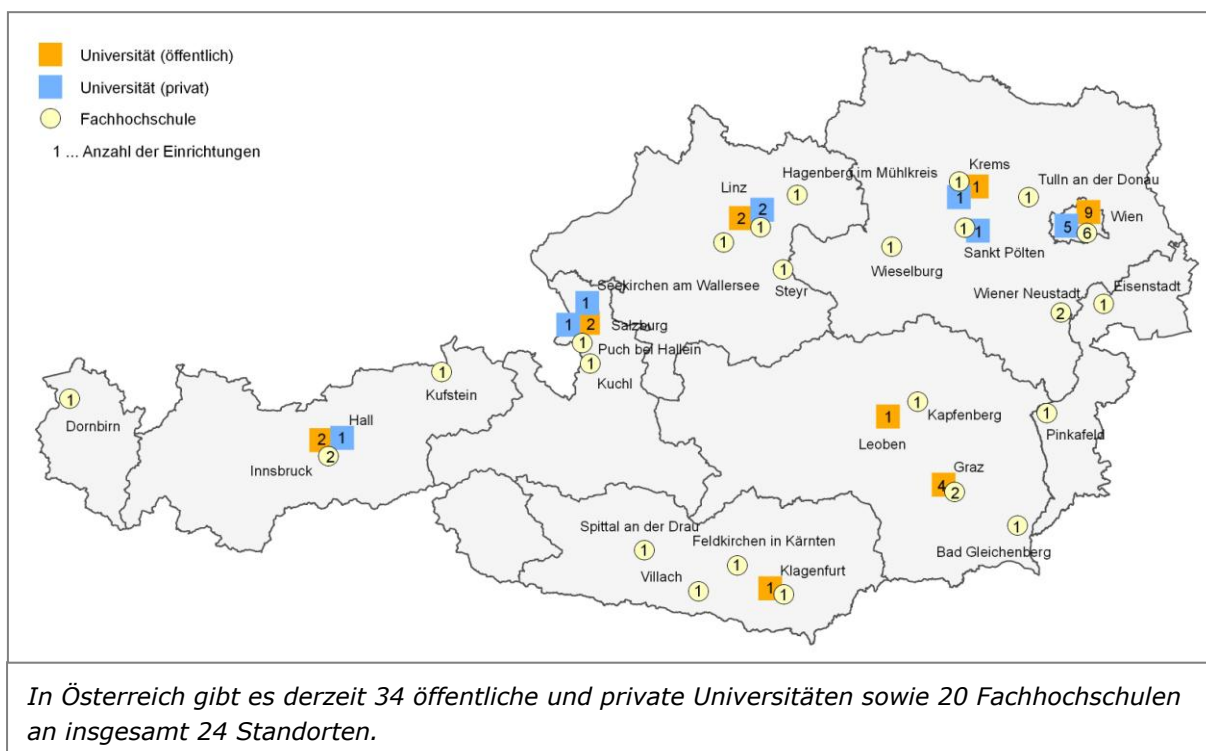 Universität (öffentlich)
Universität (privat)
Fachhochschule
1 ... Anzahl der Einrichtungen
Krems
1
1
1
Hagenberg im Mühlkreis
1
Tulln an der Donau
1
Linz
2
2
1
1
Wien
9
5
6
1
1
Sankt Pölten
1
Wieselburg
1
Steyr
Seekirchen am Wallersee
1
Wiener Neustadt
2
Eisenstadt
1
1
2
Salzburg
1
Puch bei Hallein
1
Kuchl
1
Kufstein
1
Dornbirn
Hall
2
1
2
Innsbruck
1
Kapfenberg
1
Leoben
1
Pinkafeld
Graz
4
2
1
Bad Gleichenberg
Spittal an der Drau
1
Feldkirchen in Kärnten
1
Villach
1
Klagenfurt
1
1
In Österreich gibt es derzeit 34 öffentliche und private Universitäten sowie 20 Fachhochschulen
an insgesamt 24 Standorten.